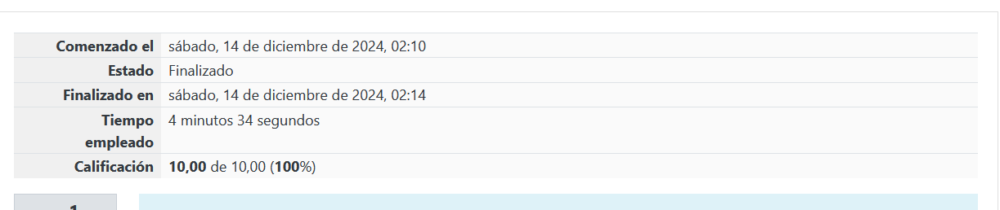 Comenzado el sábado, 14 de diciembre de 2024, 02:10
Estado Finalizado
Finalizado en sábado, 14 de diciembre de 2024, 02:14
Tiempo 4 minutos 34 segundos
empleado
Calificación 10,00 de 10,00 (100%)
1